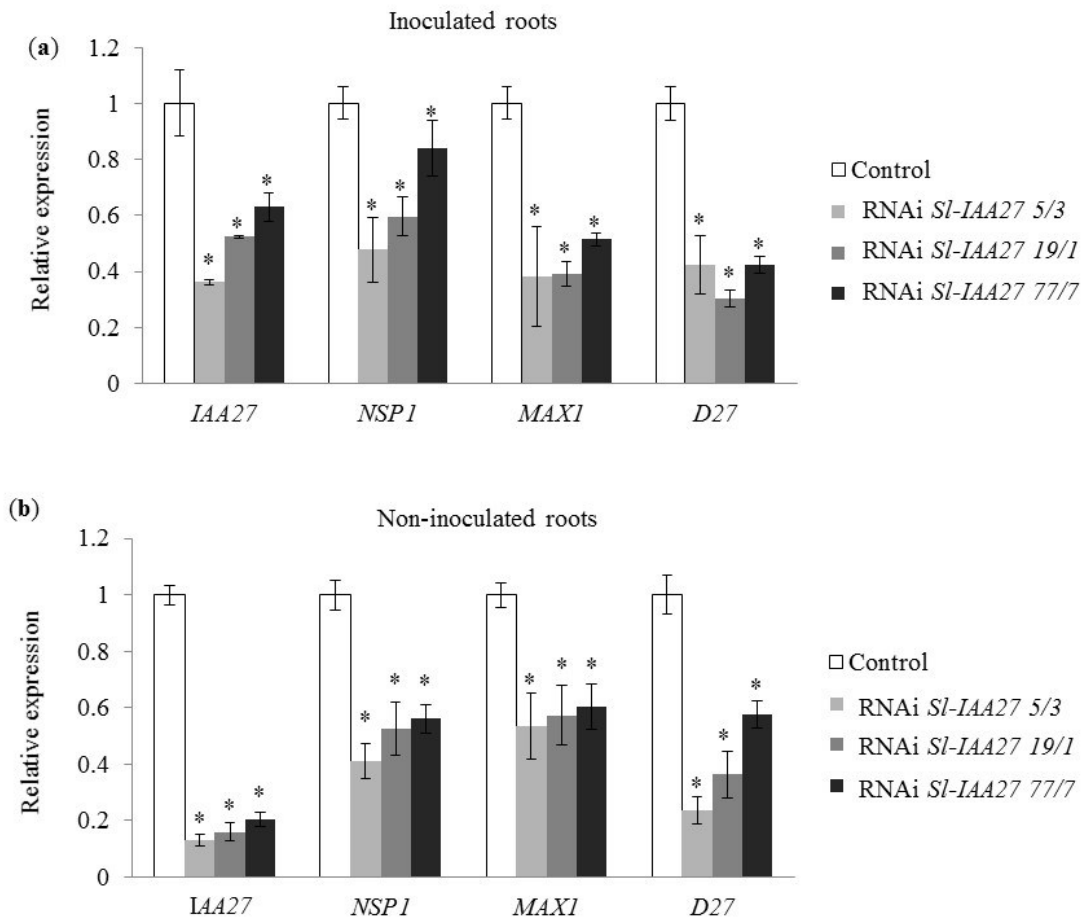 (a)
Inoculated roots
Relative expression
1.2
1
0.8
0.6
0.4
0.2
0
* * *
* * *
* * *
* * *
IAA27 NSP1 MAX1 D27
Control
RNAi Sl-IAA27 5/3
RNAi Sl-IAA27 19/1
RNAi Sl-IAA27 77/7
(b)
Non-inoculated roots
Relative expression
1.2
1
0.8
0.6
0.4
0.2
0
* * *
* * *
* * *
* * *
IAA27 NSP1 MAX1 D27
Control
RNAi Sl-IAA27 5/3
RNAi Sl-IAA27 19/1
RNAi Sl-IAA27 77/7